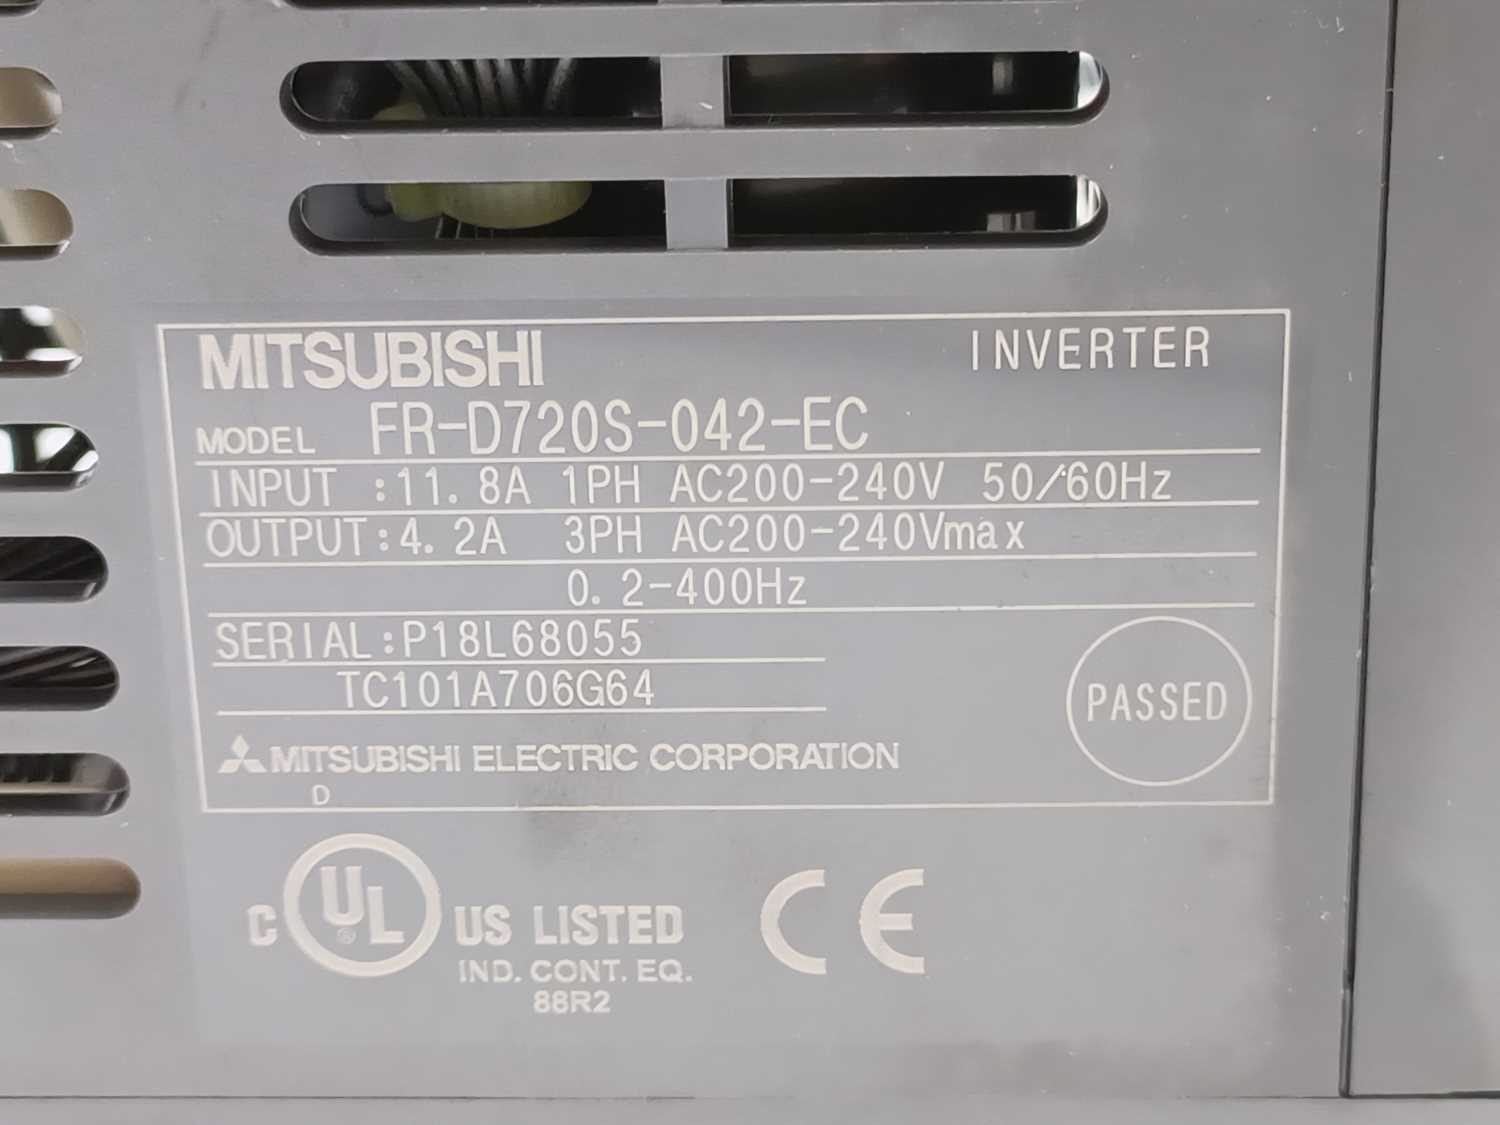 MITSUBISHI INVERTER
MODEL FR-D720S-042-EC
INPUT :11.8A 1PH AC200-240V 50/60Hz
OUTPUT:4.2A 3PH AC200-240Vmax
0.2-400Hz
SERIAL:P18L68055
TC101A706G64
PASSED
MITSUBISHI ELECTRIC CORPORATION
D
C UL ® US LISTED CE
IND. CONT. EQ.
88R2